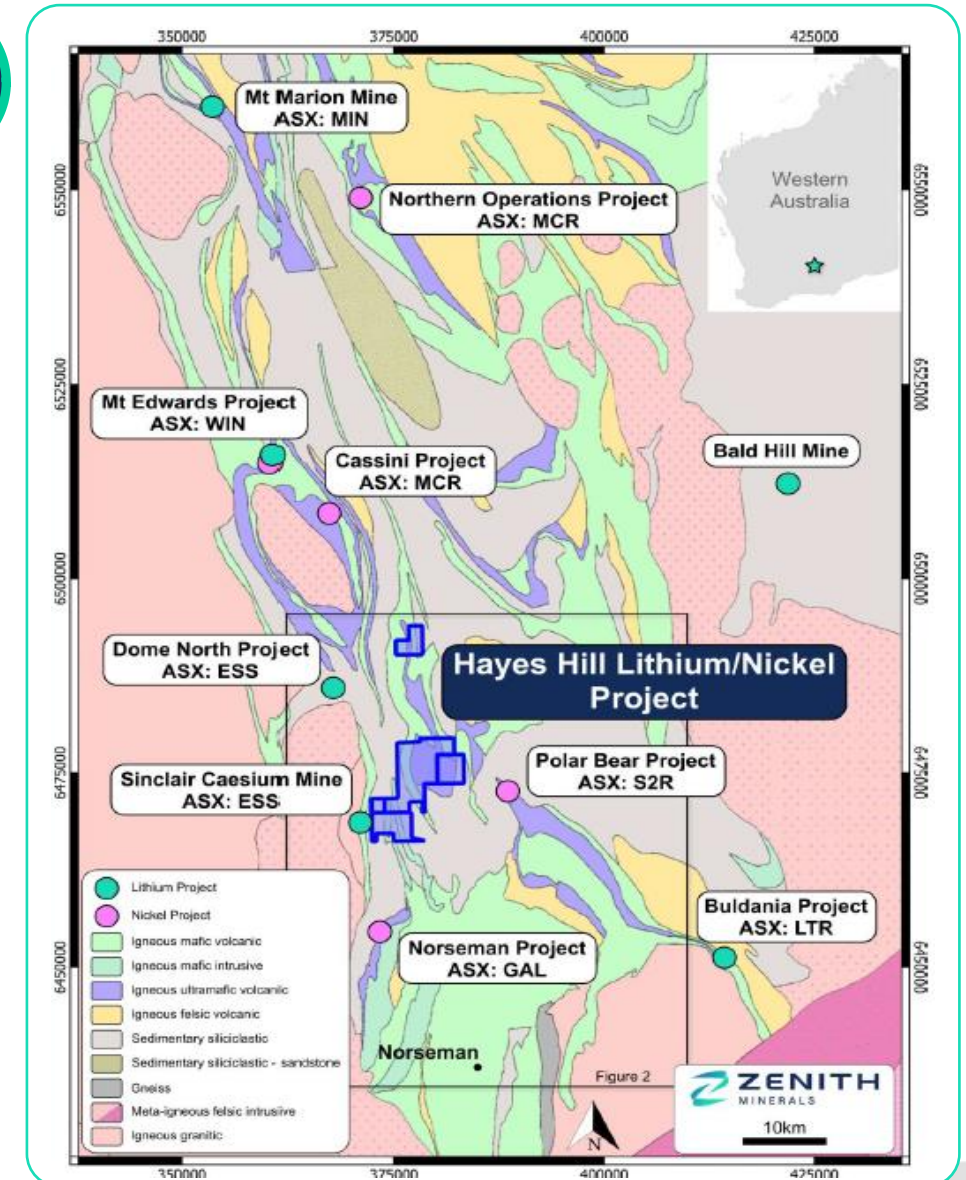 350000
375000
400000
425000
Mt Marion Mine
ASX: MIN
Western
Australia
6550000
6550000
Northern Operations Project
ASX: MCR
6525000
6525000
Mt Edwards Project
ASX: WIN
Cassini Project
ASX: MCR
Bald Hill Mine
6500000
6500000
Dome North Project
ASX: ESS
Hayes Hill Lithium/Nickel
Project
6475000
6475000
Sinclair Caesium Mine
ASX: ESS
Polar Bear Project
ASX: S2R
Lithium Project
Nickel Project
Igneous mafic volcanic
Igneous mafic intrusive
Igneous ultramafic volcanic
Igneous felsic volcanic
Sedimentary siliciclastic
Sedimentary siliciclastic - sandstone
Gneiss
Meta-igneous felsic intrusive
Igneous granitic
Buldania Project
ASX: LTR
Norseman Project
ASX: GAL
6450000
6450000
Norseman
Figure 2
N
ZENITH
MINERALS
10km
350000
375000
400000
425000